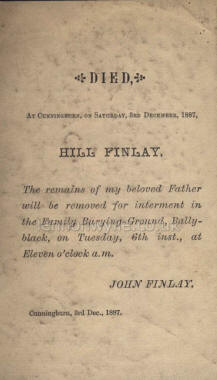 DIED,
At Cunningburn, on Saturday, 3rd December, 1887,
HILL FINLAY.
The remains of my beloved Father
will be removed for interment in
the Family Burying-Ground, Bally-
black, on Tuesday, 6th inst., at
Eleven o'clock a.m.
JOHN FINLAY.
Cunningburn, 3rd Dec., 1887.